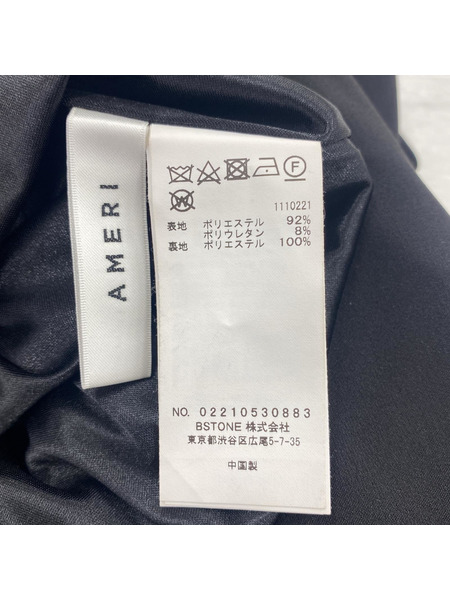 AMERI
1110221
表地 ポリエステル 92%
ポリウレタン 8%
裏地 ポリエステル 100%
NO. 02210530883
BSTONE 株式会社
東京都渋谷区広尾5-7-35
中国製